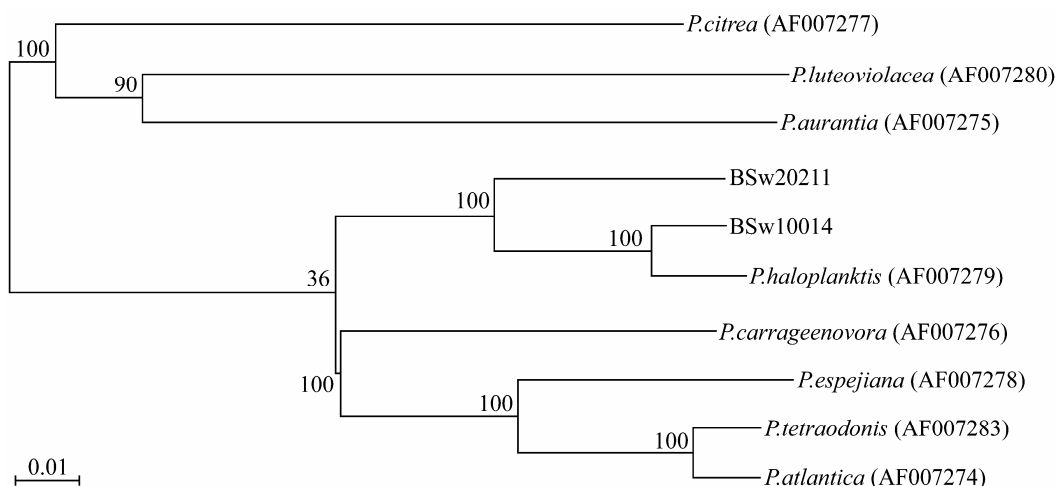 P.citrea (AF007277)
100
P.luteoviolacea (AF007280)
90
P.aurantia (AF007275)
BSw20211
100
BSw10014
100
P.haloplanktis (AF007279)
36
P.carrageenovora (AF007276)
100
P.espejiana (AF007278)
100
P.tetraodonis (AF007283)
100
0.01
P.atlantica (AF007274)